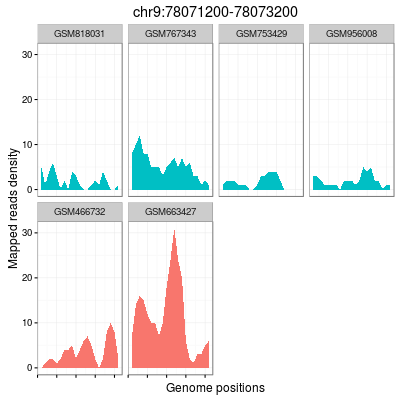 chr9:78071200-78073200
GSM818031 GSM767343 GSM753429 GSM956008
30
20
10
0
Mapped reads density
GSM466732 GSM663427
30
20
10
0
Genome positions